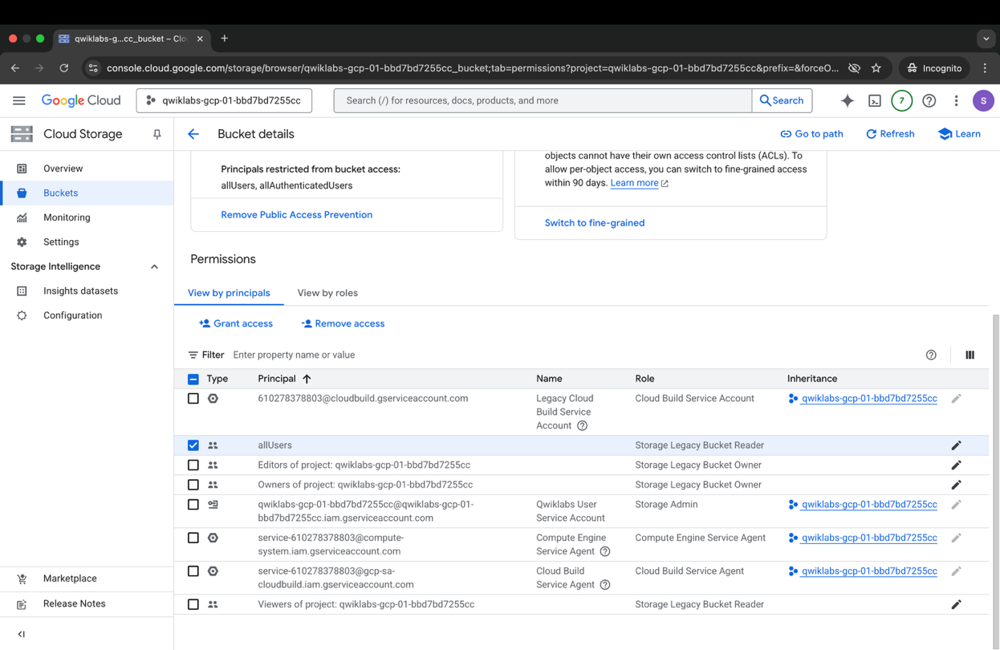 qwiklabs-g...cc_bucket – Clo
console.cloud.google.com/storage/browser/qwiklabs-gcp-01-bbd7bd7255cc_bucket;tab=permissions?project=qwiklabs-gcp-01-bbd7bd7255cc&prefix=&forceO...
Incognito
Google Cloud
qwiklabs-gcp-01-bbd7bd7255cc
Search (/) for resources, docs, products, and more
Search
7
S
Cloud Storage
Bucket details
Go to path
Refresh
Learn
Overview
Buckets
Monitoring
Settings
Storage Intelligence
Insights datasets
Configuration
Marketplace
Release Notes
Principals restricted from bucket access:
allUsers, allAuthenticatedUsers
Remove Public Access Prevention
objects cannot have their own access control lists (ACLs). To
allow per-object access, you can switch to fine-grained access
within 90 days. Learn more
Switch to fine-grained
Permissions
View by principals
View by roles
Grant access
Remove access
Filter Enter property name or value
Type Principal Name Role Inheritance
610278378803@cloudbuild.gserviceaccount.com Legacy Cloud Cloud Build Service Account qwiklabs-gcp-01-bbd7bd7255cc
Build Service
Account
allUsers Storage Legacy Bucket Reader
Editors of project: qwiklabs-gcp-01-bbd7bd7255cc Storage Legacy Bucket Owner
Owners of project: qwiklabs-gcp-01-bbd7bd7255cc Storage Legacy Bucket Owner
qwiklabs-gcp-01-bbd7bd7255cc@qwiklabs-gcp-01- Qwiklabs User Storage Admin qwiklabs-gcp-01-bbd7bd7255cc
bbd7bd7255cc.iam.gserviceaccount.com Service Account
service-610278378803@compute- Compute Engine Compute Engine Service Agent qwiklabs-gcp-01-bbd7bd7255cc
system.iam.gserviceaccount.com Service Agent
service-610278378803@gcp-sa- Cloud Build Cloud Build Service Agent qwiklabs-gcp-01-bbd7bd7255cc
cloudbuild.iam.gserviceaccount.com Service Agent
Viewers of project: qwiklabs-gcp-01-bbd7bd7255cc Storage Legacy Bucket Reader